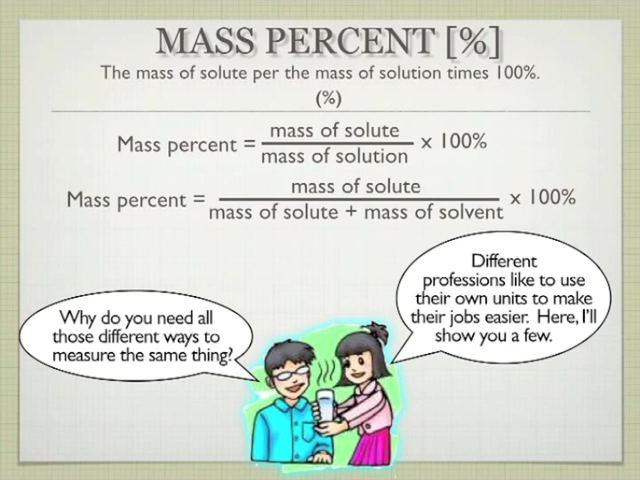 MASS PERCENT [%]
The mass of solute per the mass of solution times 100%.
(%)
Mass percent = mass of solute / mass of solution x 100%
Mass percent = mass of solute / mass of solute + mass of solvent x 100%
Different
professions like to use
their own units to make
their jobs easier. Here, I'll
show you a few.
Why do you need all
those different ways to
measure the same thing?